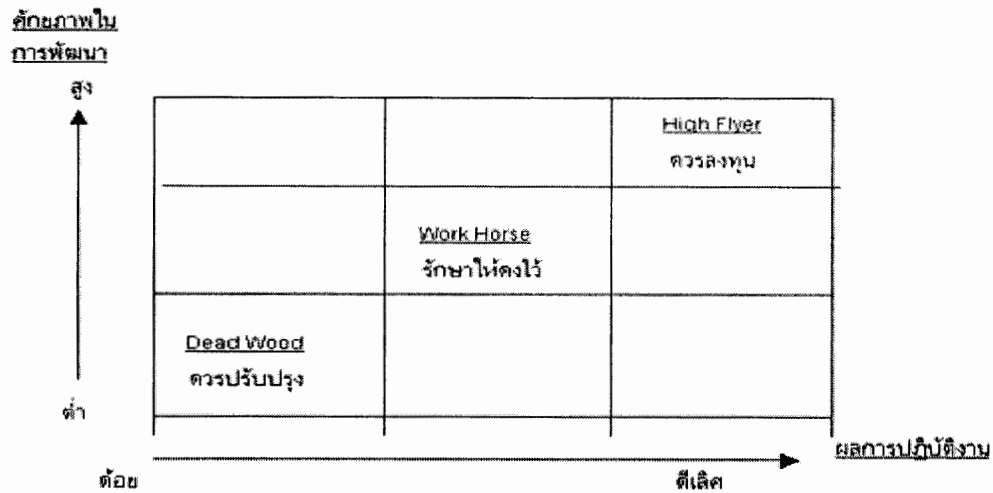 ศักยภาพใน
การพัฒนา
สูง
High Flyer
ควรลงทุน
Work Horse
รักษาให้คงไว้
Dead Wood
ควรปรับปรุง
ต่ำ
ผลการปฏิบัติงาน
ด้อย
ดีเลิศ